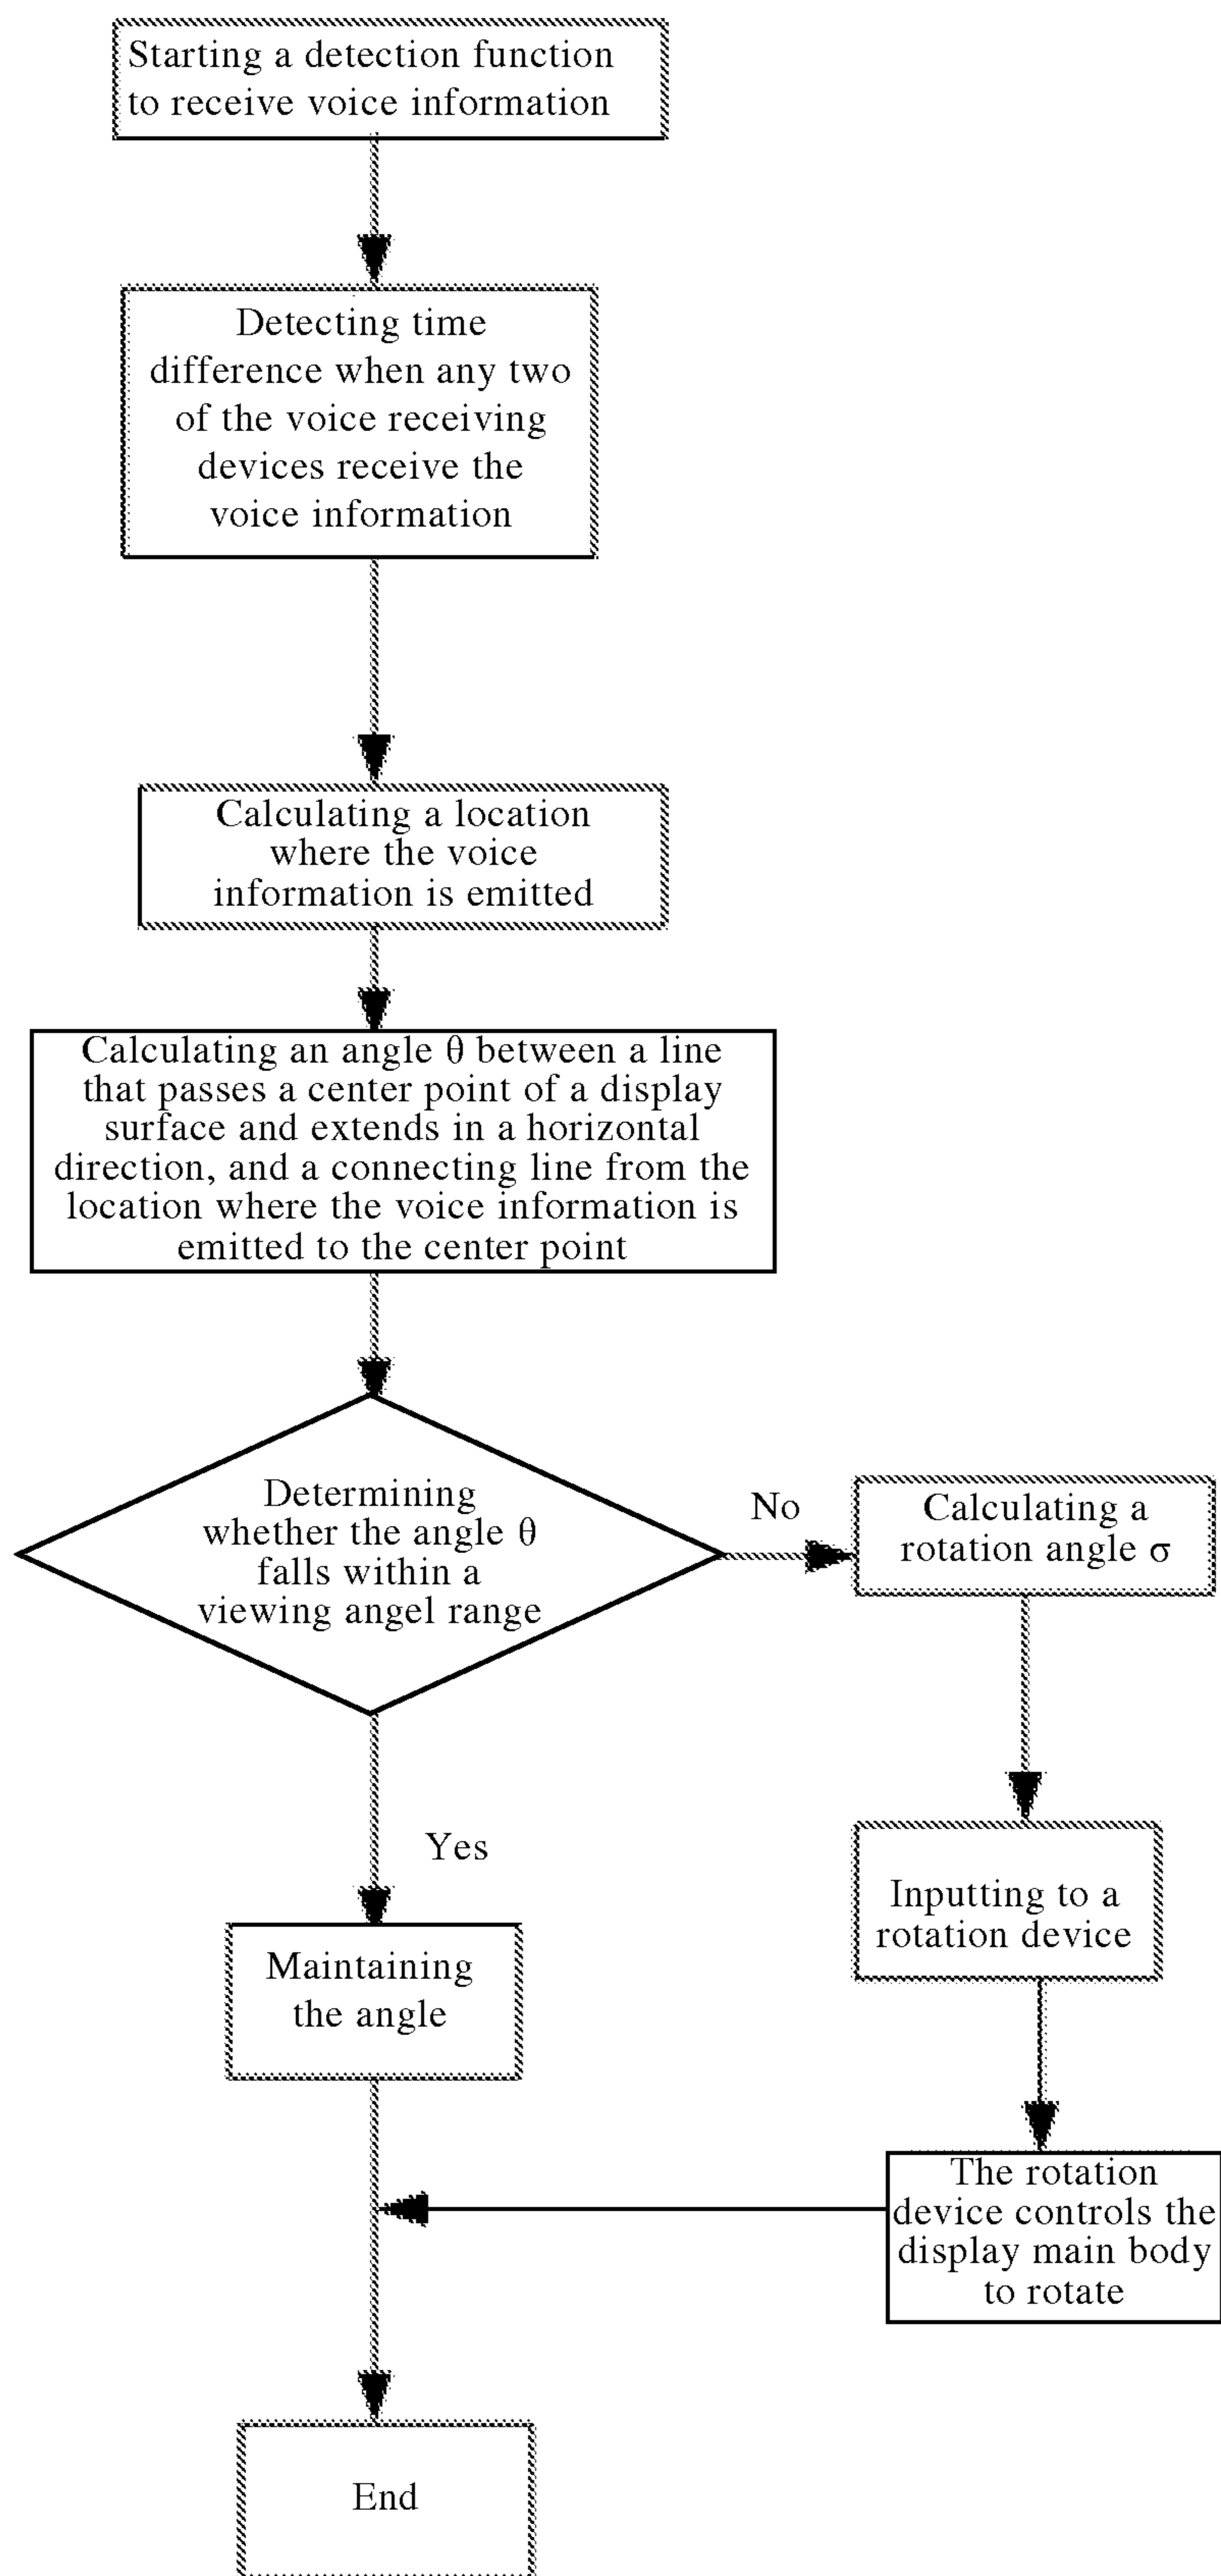 Starting a detection function
to receive voice information
Detecting time
difference when any two
of the voice receiving
devices receive the
voice information
Calculating a location
where the voice
information is emitted
Calculating an angle θ between a line
that passes a center point of a display
surface and extends in a horizontal
direction, and a connecting line from the
location where the voice information is
emitted to the center point
Determining
whether the angle θ
falls within a
viewing angel range
No
Calculating a
rotation angle σ
Yes
Inputting to a
rotation device
Maintaining
the angle
The rotation
device controls the
display main body
to rotate
End